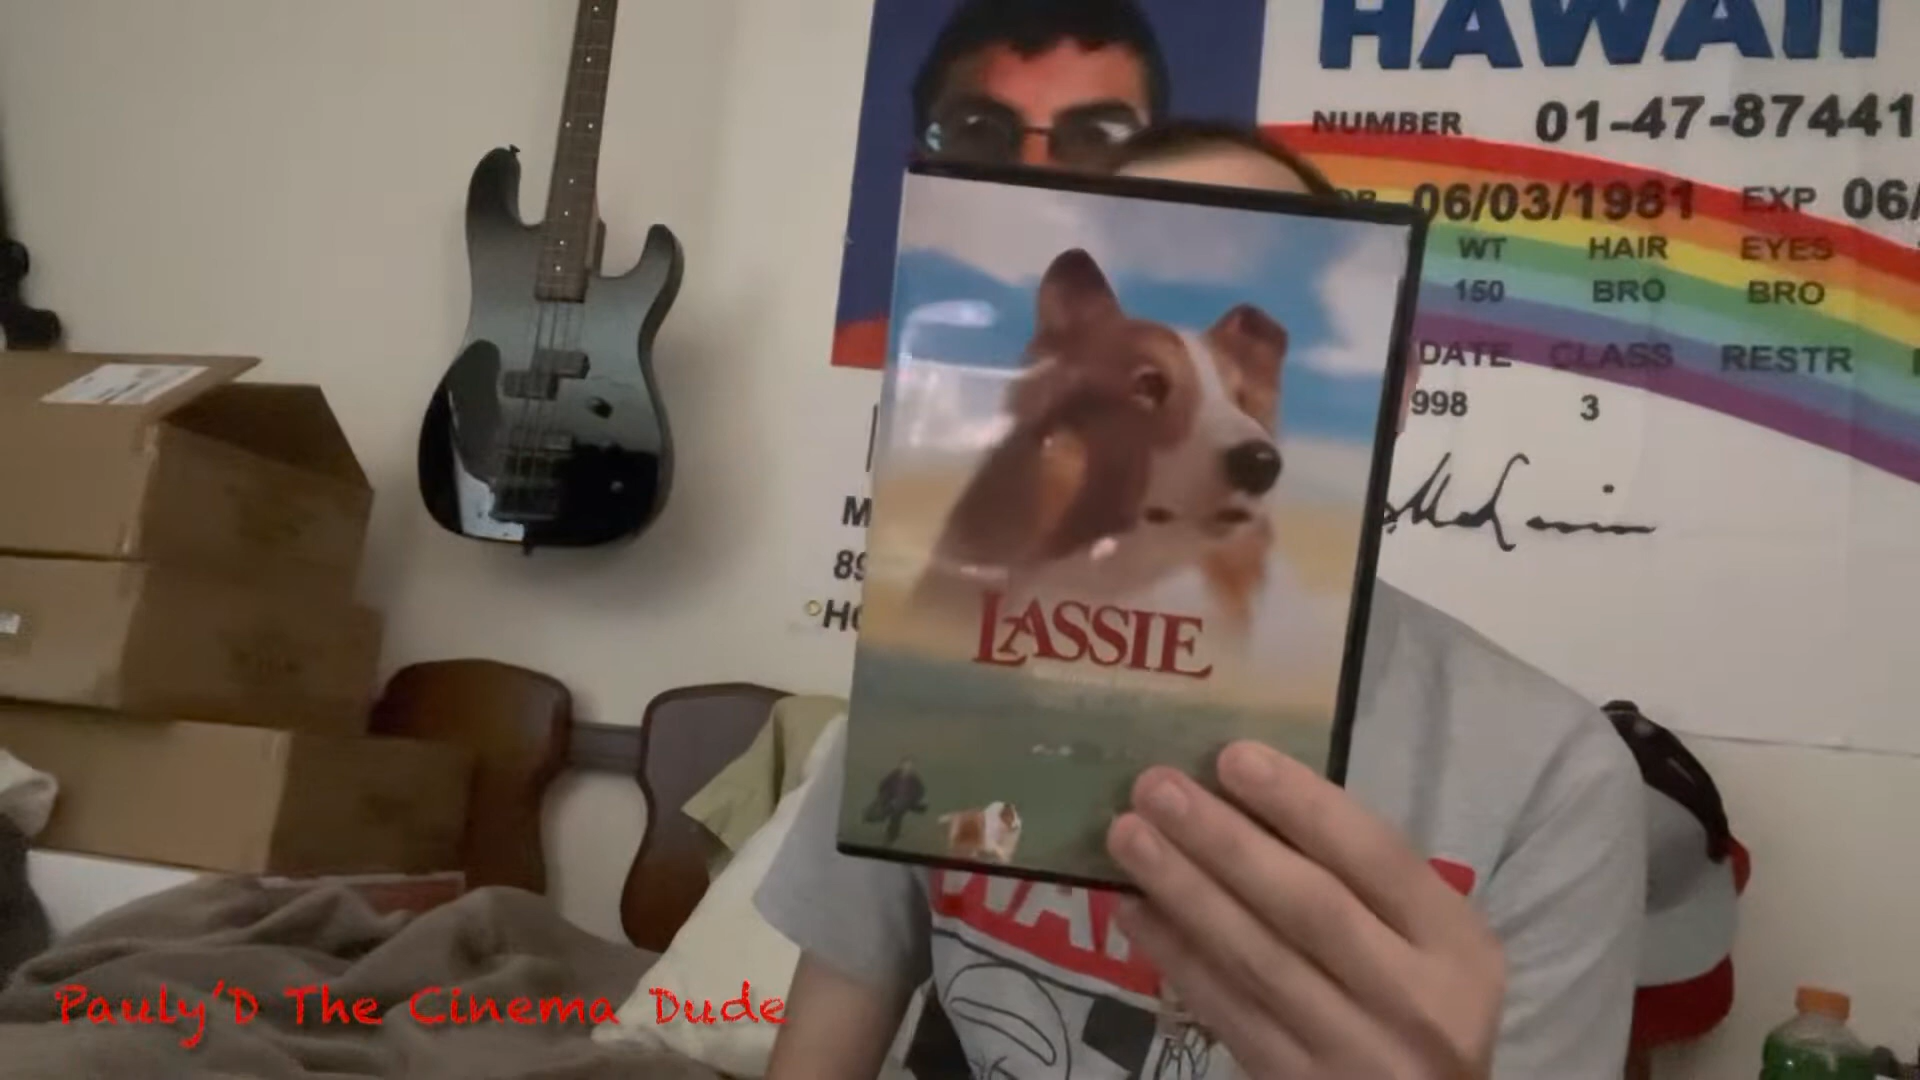 HAWAII
NUMBER 01-47-87441
06/03/1981 EXP 06/
WT HAIR EYES
150 BRO BRO
DATE CLASS RESTR
998 3
M
89
HO
LASSIE
WAR
Pauly'D The Cinema Dude